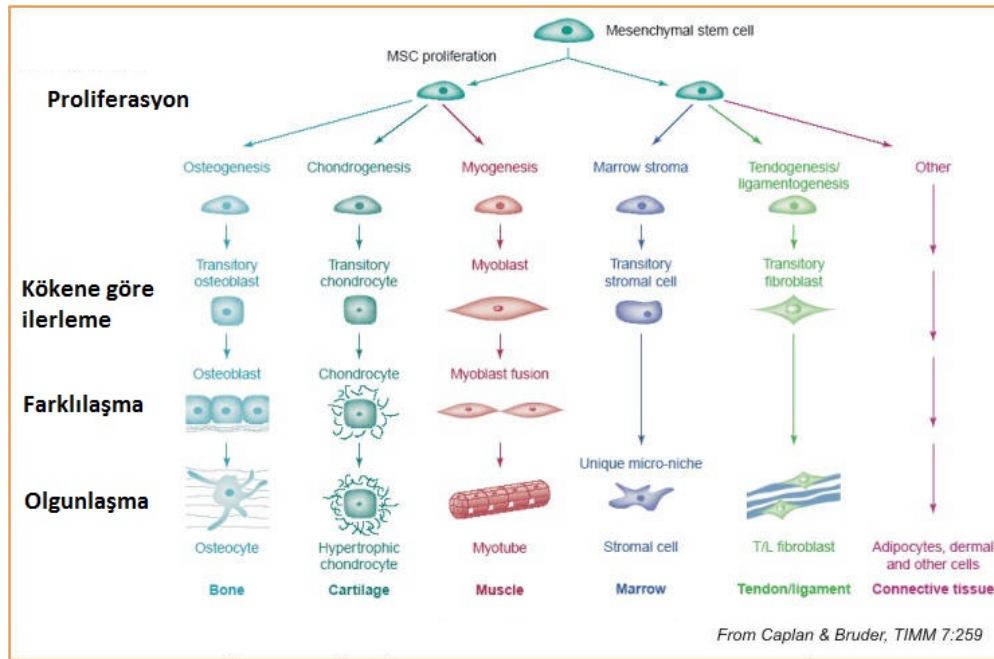 Mesenchymal stem cell
MSC proliferation
Proliferasyon
Osteogenesis
Chondrogenesis
Myogenesis
Marrow stroma
Tendogenesis/
ligamentogenesis
Other
Kökene göre
ilerleme
Transitory
osteoblast
Transitory
chondrocyte
Myoblast
Transitory
stromal cell
Transitory
fibroblast
Farklılaşma
Osteoblast
Chondrocyte
Myoblast fusion
Olgunlaşma
Unique micro-niche
Osteocyte
Hypertrophic
chondrocyte
Myotube
Stromal cell
T/L fibroblast
Adipocytes, dermal
and other cells
Bone
Cartilage
Muscle
Marrow
Tendon/ligament
Connective tissue
From Caplan & Bruder, TIMM 7:259